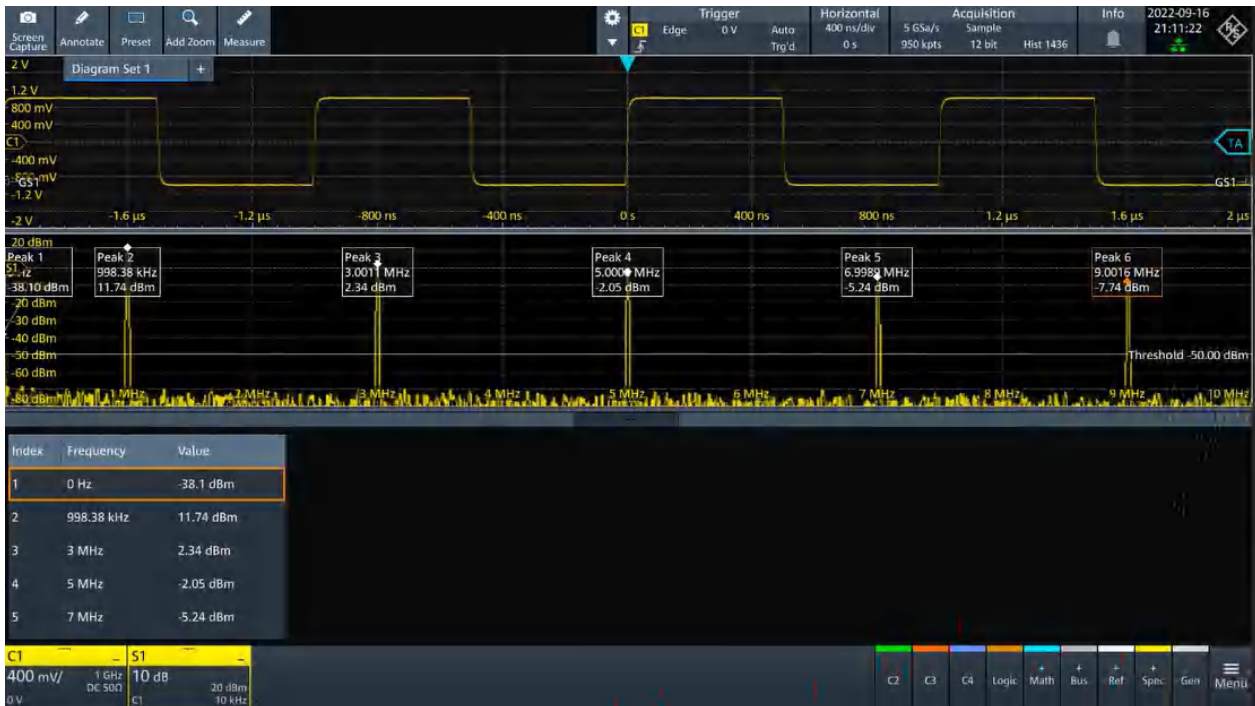 Screen Capture
Annotate
Preset
Add Zoom
Measure
C1
Edge
Trigger
0 V
Auto
Trg'd
Horizontal
400 ns/div
0 s
Acquisition
5 GSa/s
Sample
950 kpts
12 bit
Hist 1436
Info
2022-09-16
21:11:22
R&S
2 V
Diagram Set 1
+
1.2 V
800 mV
400 mV
C1
TA
-400 mV
GS1
GS1
-1.2 V
-2 V
-1.6 µs
-1.2 µs
-800 ns
-400 ns
0 s
400 ns
800 ns
1.2 µs
1.6 µs
2 µs
20 dBm
Peak 1
-38.10 dBm
Peak 2
998.38 kHz
11.74 dBm
Peak 3
3.0011 MHz
2.34 dBm
Peak 4
MHz
-2.05 dBm
Peak 5
6.9989 MHz
-5.24 dBm
Peak 6
9.0016 MHz
-7.74 dBm
S1
-20 dBm
-30 dBm
-40 dBm
-50 dBm
Threshold -50.00 dBm
-60 dBm
-80 dBm
1 MHz
2 MHz
3 MHz
4 MHz
5 MHz
6 MHz
7 MHz
8 MHz
9 MHz
10 MHz
Index
Frequency
Value
1
0 Hz
-38.1 dBm
2
998.38 kHz
11.74 dBm
3
3 MHz
2.34 dBm
4
5 MHz
-2.05 dBm
5
7 MHz
-5.24 dBm
C1
400 mV/
1 GHz
DC 50Ω
0 V
S1
10 dB
20 dBm
C1
10 kHz
C2
C3
C4
Logic
+
Math
+
Bus
+
Ref
+
Spec
Gen
Menu